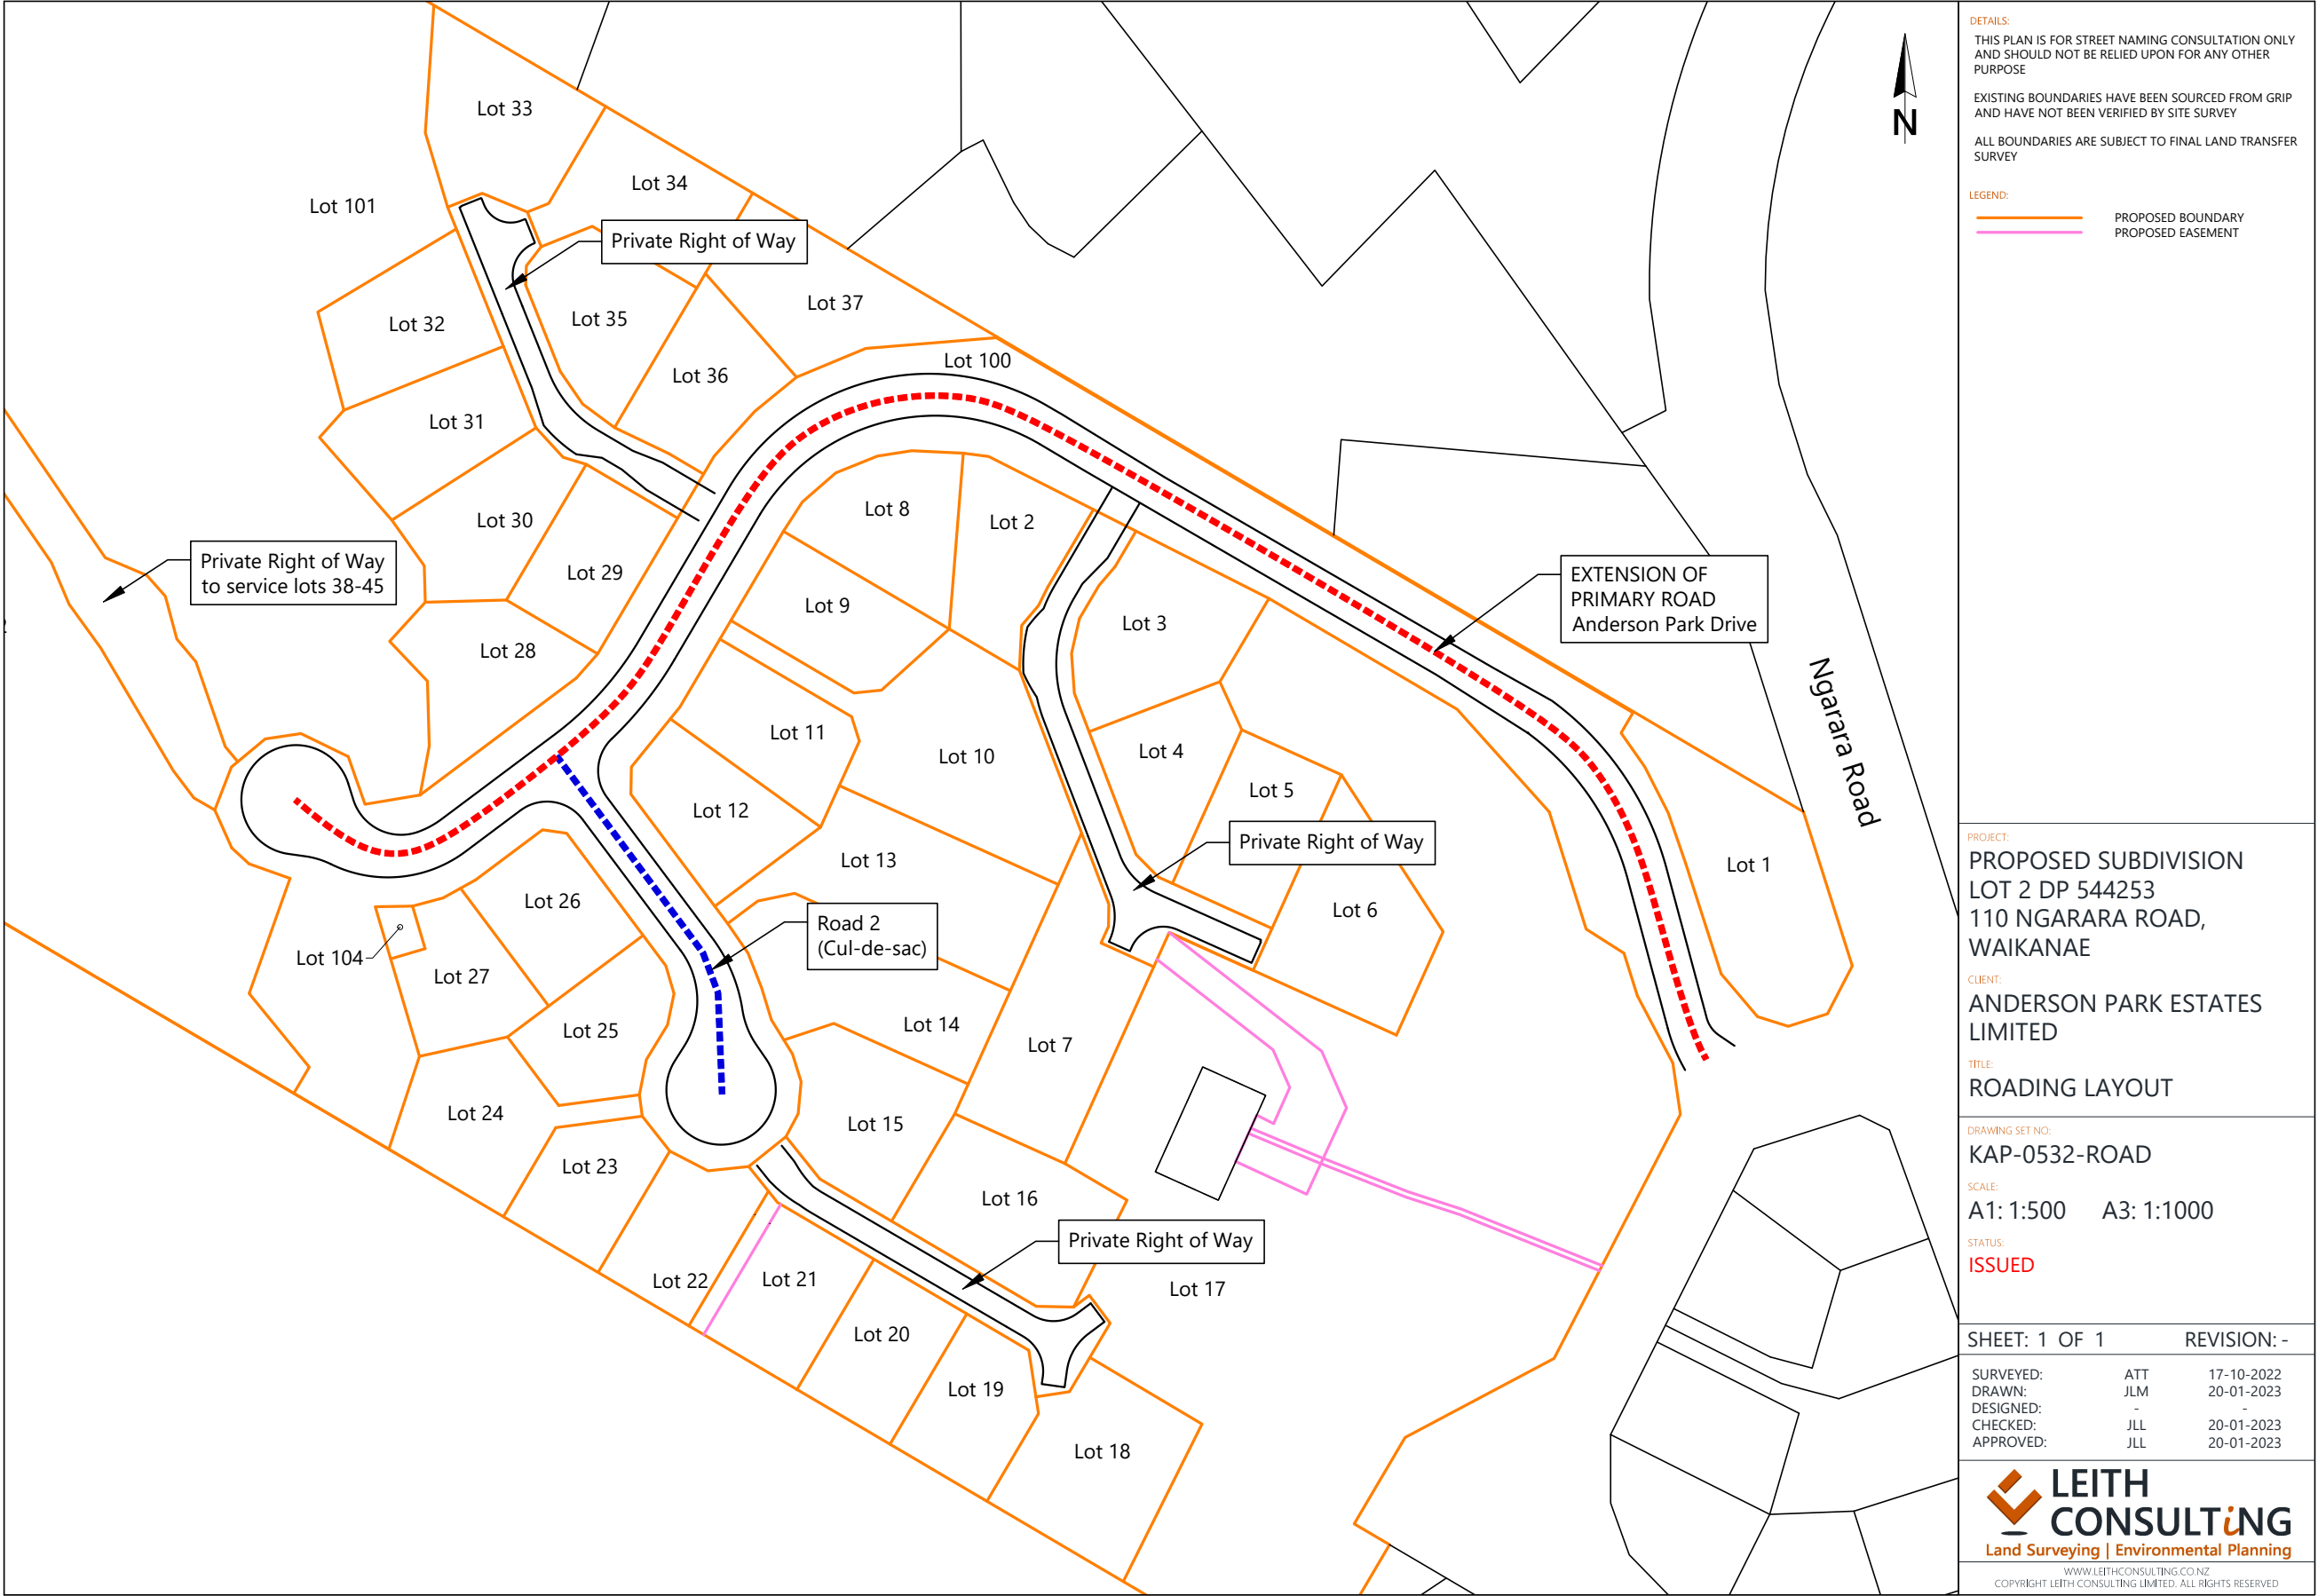 Lot 33
Lot 34
Lot 101
Private Right of Way
Lot 37
Lot 32
Lot 35
Lot 100
Lot 36
Lot 31
Lot 30
Lot 8
Lot 2
Private Right of Way
to service lots 38-45
Lot 29
Lot 9
Lot 3
EXTENSION OF
PRIMARY ROAD
Anderson Park Drive
Lot 28
Ngarara Road
Lot 11
Lot 10
Lot 4
Lot 5
Lot 12
Private Right of Way
Lot 13
Lot 1
Lot 26
Lot 6
Road 2
(Cul-de-sac)
Lot 104
Lot 27
Lot 25
Lot 14
Lot 7
Lot 24
Lot 15
Lot 23
Lot 16
Private Right of Way
Lot 22
Lot 21
Lot 17
Lot 20
Lot 19
Lot 18
N
DETAILS:
THIS PLAN IS FOR STREET NAMING CONSULTATION ONLY
AND SHOULD NOT BE RELIED UPON FOR ANY OTHER
PURPOSE
EXISTING BOUNDARIES HAVE BEEN SOURCED FROM GRIP
AND HAVE NOT BEEN VERIFIED BY SITE SURVEY
ALL BOUNDARIES ARE SUBJECT TO FINAL LAND TRANSFER
SURVEY
LEGEND:
PROPOSED BOUNDARY
PROPOSED EASEMENT
PROJECT:
PROPOSED SUBDIVISION
LOT 2 DP 544253
110 NGARARA ROAD,
WAIKANAE
CLIENT:
ANDERSON PARK ESTATES
LIMITED
TITLE:
ROADING LAYOUT
DRAWING SET NO:
KAP-0532-ROAD
SCALE:
A1: 1:500 A3: 1:1000
STATUS:
ISSUED
SHEET: 1 OF 1 REVISION: -
SURVEYED: ATT 17-10-2022
DRAWN: JLM 20-01-2023
DESIGNED: - -
CHECKED: JLL 20-01-2023
APPROVED: JLL 20-01-2023
LEITH
CONSULTiNG
Land Surveying | Environmental Planning
WWW.LEITHCONSULTING.CO.NZ
COPYRIGHT LEITH CONSULTING LIMITED. ALL RIGHTS RESERVED